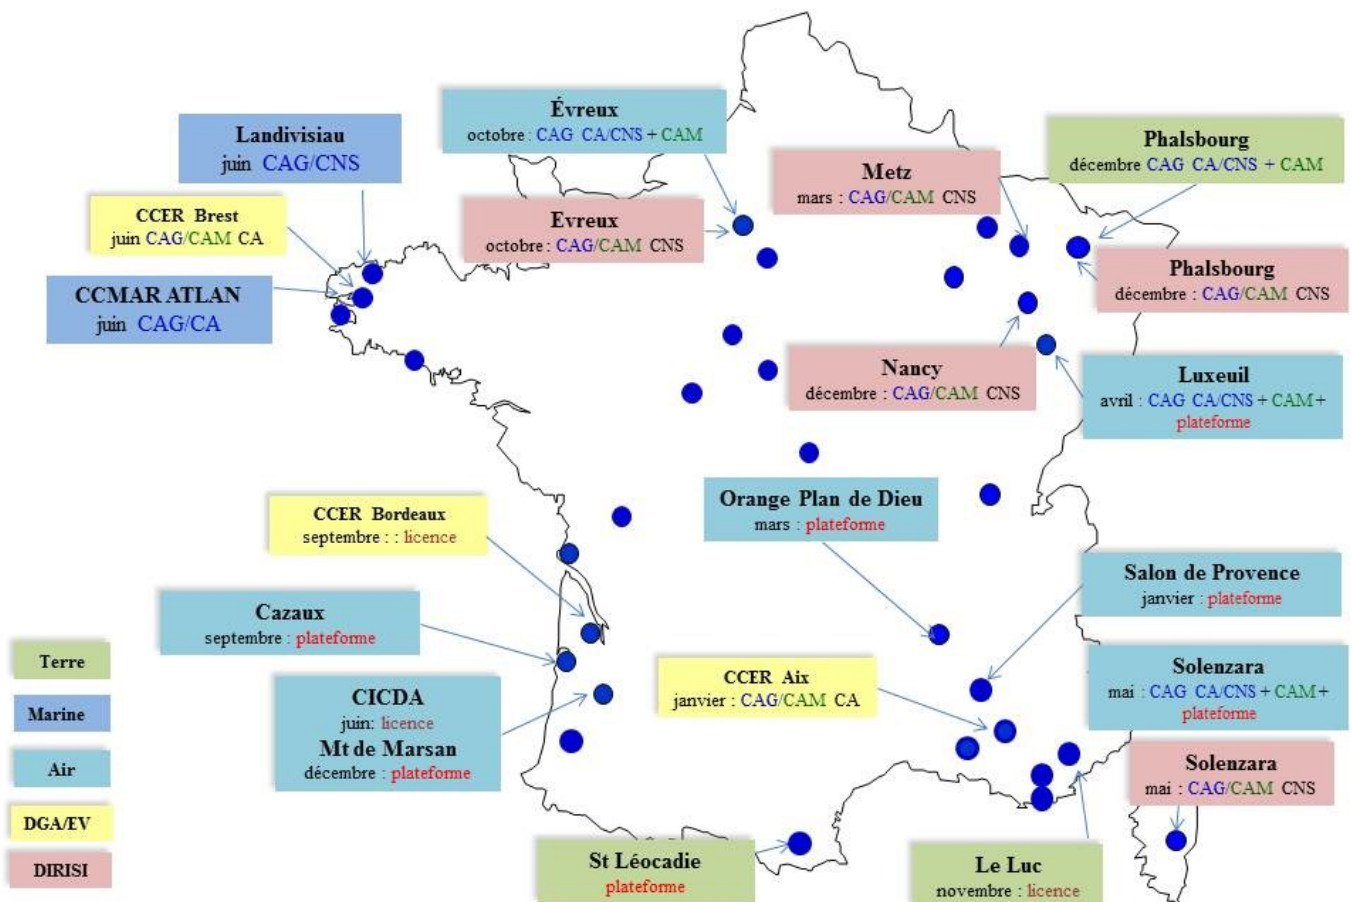 Évreux
octobre : CAG CA/CNS + CAM
Landivisiau
juin CAG/CNS
Phalsbourg
décembre CAG CA/CNS + CAM
Metz
mars : CAG/CAM CNS
CCER Brest
juin CAG/CAM CA
Evreux
octobre : CAG/CAM CNS
Phalsbourg
décembre : CAG/CAM CNS
CCMAR ATLAN
juin CAG/CA
Nancy
décembre : CAG/CAM CNS
Luxeuil
avril : CAG CA/CNS + CAM +
plateforme
Orange Plan de Dieu
mars : plateforme
CCER Bordeaux
septembre : : licence
Salon de Provence
janvier : plateforme
Cazaux
septembre : plateforme
CCER Aix
janvier : CAG/CAM CA
Solenzara
mai : CAG CA/CNS + CAM +
plateforme
CICDA
juin: licence
Mt de Marsan
décembre : plateforme
Solenzara
mai : CAG/CAM CNS
St Léocadie
plateforme
Le Luc
novembre : licence
Terre
Marine
Air
DGA/EV
DIRISI